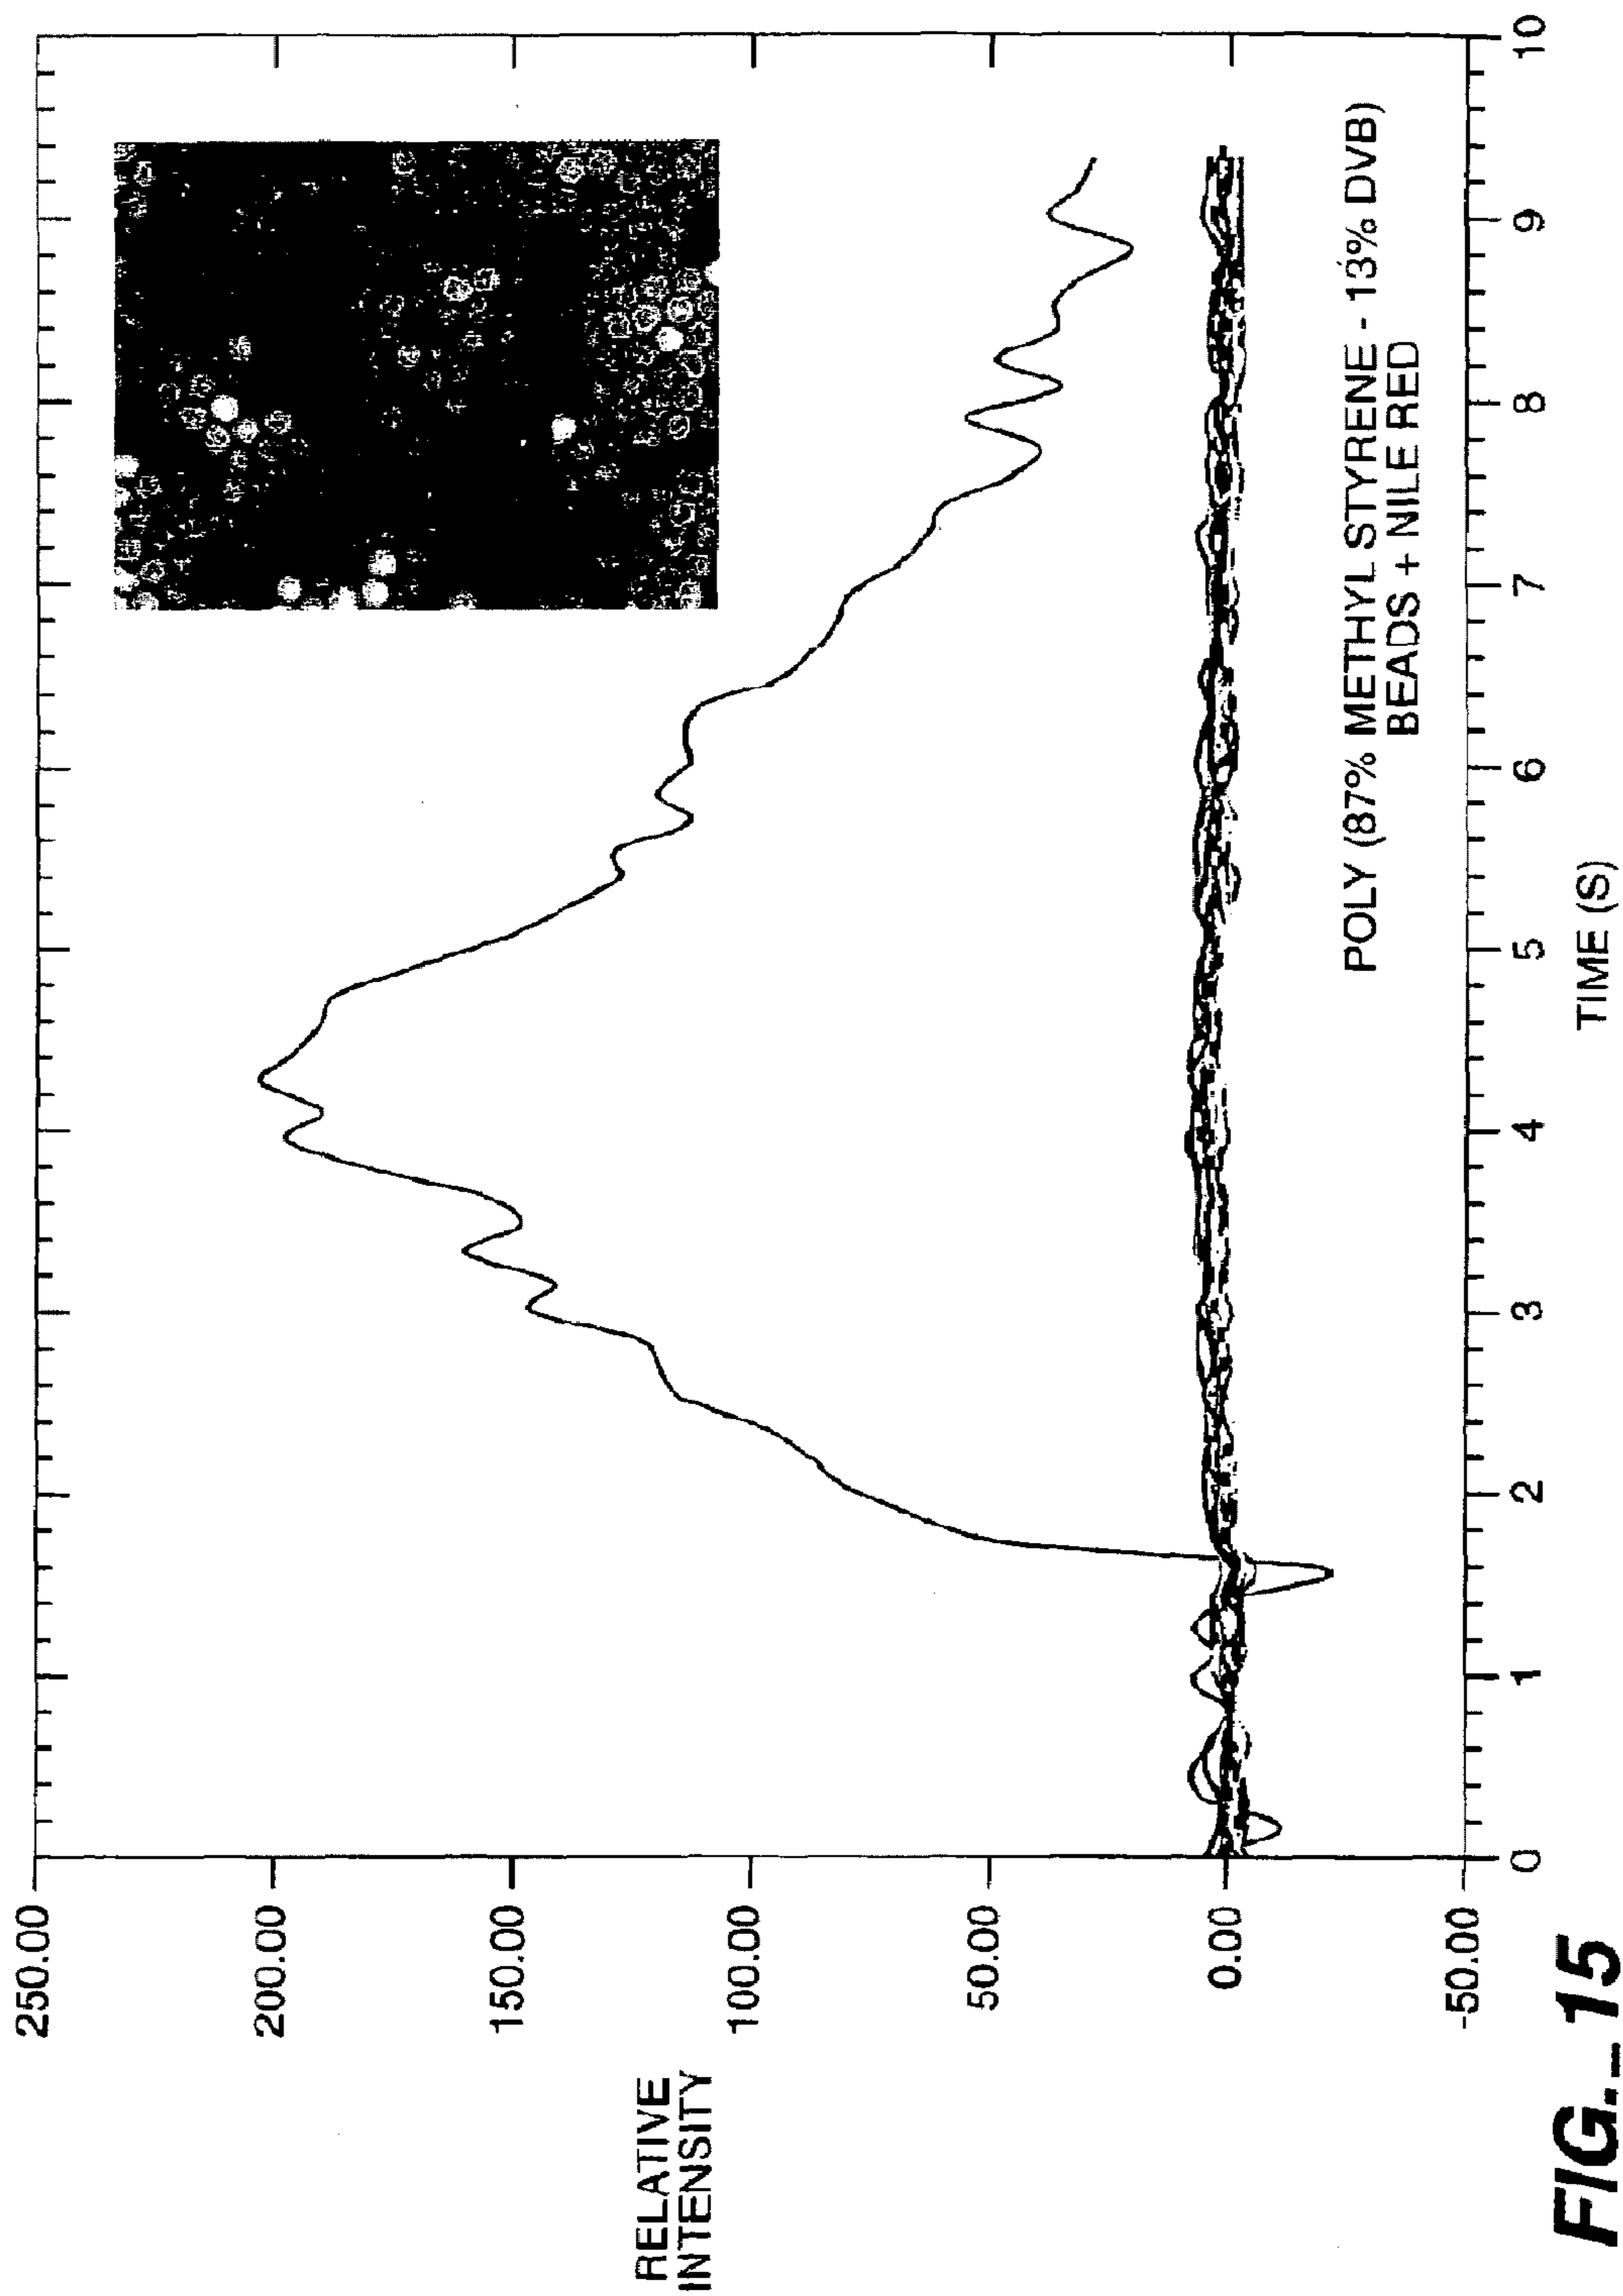 RELATIVE
INTENSITY
250.00
200.00
150.00
100.00
50.00
0.00
-50.00
0 1 2 3 4 5 6 7 8 9 10
TIME (S)
POLY (87% METHYL STYRENE - 13% DVB)
BEADS + NILE RED
FIG._15